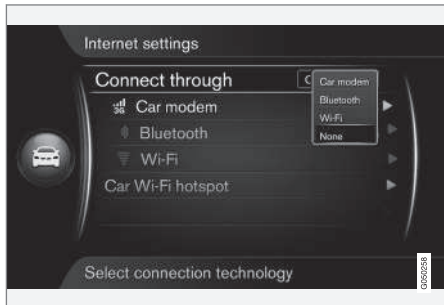 Internet settings
Connect through
Car modem
Bluetooth
Wi-Fi
None
3G Car modem
Bluetooth
Wi-Fi
Car Wi-Fi hotspot
Select connection technology
G050258